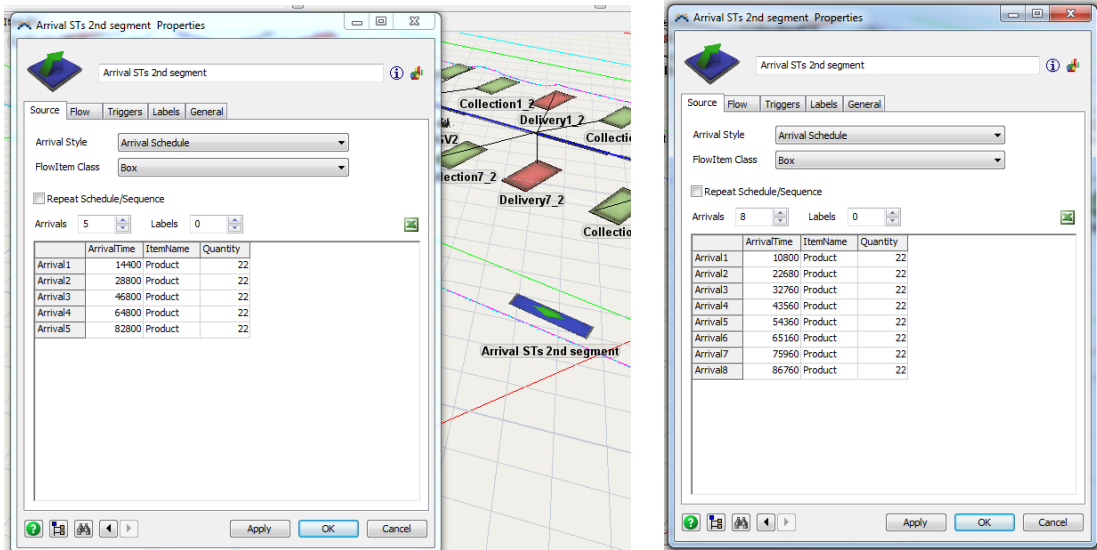 Arrival STs 2nd segment Properties
Arrival STs 2nd segment
Source Flow Triggers Labels General
Arrival Style Arrival Schedule
FlowItem Class Box
Repeat Schedule/Sequence
Arrivals 5 Labels 0
ArrivalTime ItemName Quantity
Arrival1 14400 Product 22
Arrival2 28800 Product 22
Arrival3 46800 Product 22
Arrival4 64800 Product 22
Arrival5 82800 Product 22
Apply OK Cancel
Collection1_2
Delivery1_2
V2
Collectio
lection7_2
Delivery7_2
Collectio
Arrival STs 2nd segment
Arrival STs 2nd segment Properties
Arrival STs 2nd segment
Source Flow Triggers Labels General
Arrival Style Arrival Schedule
FlowItem Class Box
Repeat Schedule/Sequence
Arrivals 8 Labels 0
ArrivalTime ItemName Quantity
Arrival1 10800 Product 22
Arrival2 22680 Product 22
Arrival3 32760 Product 22
Arrival4 43560 Product 22
Arrival5 54360 Product 22
Arrival6 65160 Product 22
Arrival7 75960 Product 22
Arrival8 86760 Product 22
Apply OK Cancel